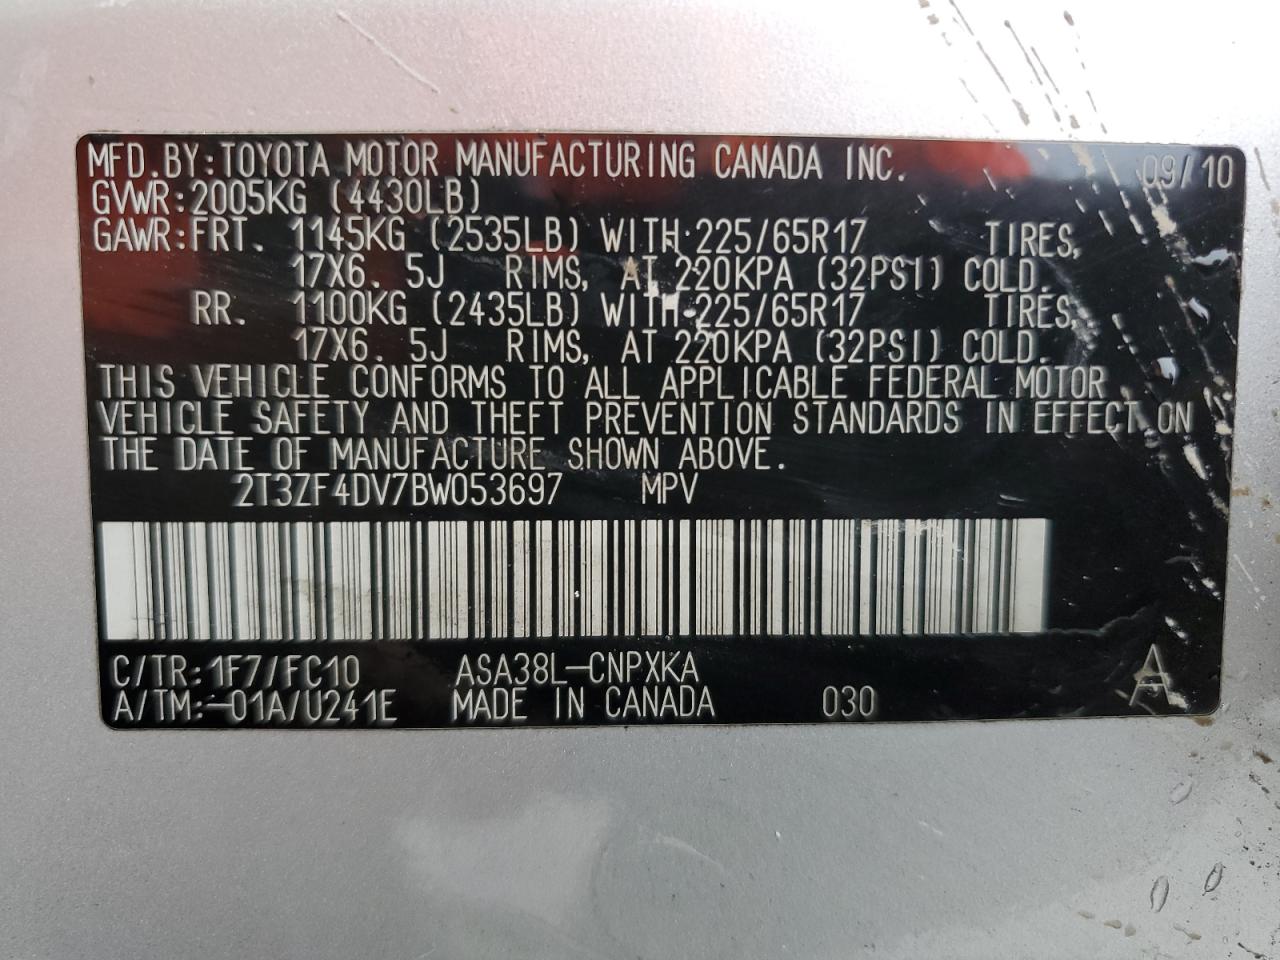 MFD.BY:TOYOTA MOTOR MANUFACTURING CANADA INC. 09/10
GVWR:2005KG (4430LB)
GAWR:FRT. 1145KG (2535LB) WITH 225/65R17 TIRES,
17X6. 5J RIMS, AT 220KPA (32PSI) COLD.
RR. 1100KG (2435LB) WITH 225/65R17 TIRES,
17X6. 5J RIMS, AT 220KPA (32PSI) COLD.
THIS VEHICLE CONFORMS TO ALL APPLICABLE FEDERAL MOTOR
VEHICLE SAFETY AND THEFT PREVENTION STANDARDS IN EFFECT ON
THE DATE OF MANUFACTURE SHOWN ABOVE.
2T3ZF4DV7BW053697 MPV
C/TR:1F7/FC10 ASA38L-CNPXKA
A/TM:-01A/U241E MADE IN CANADA 030 A